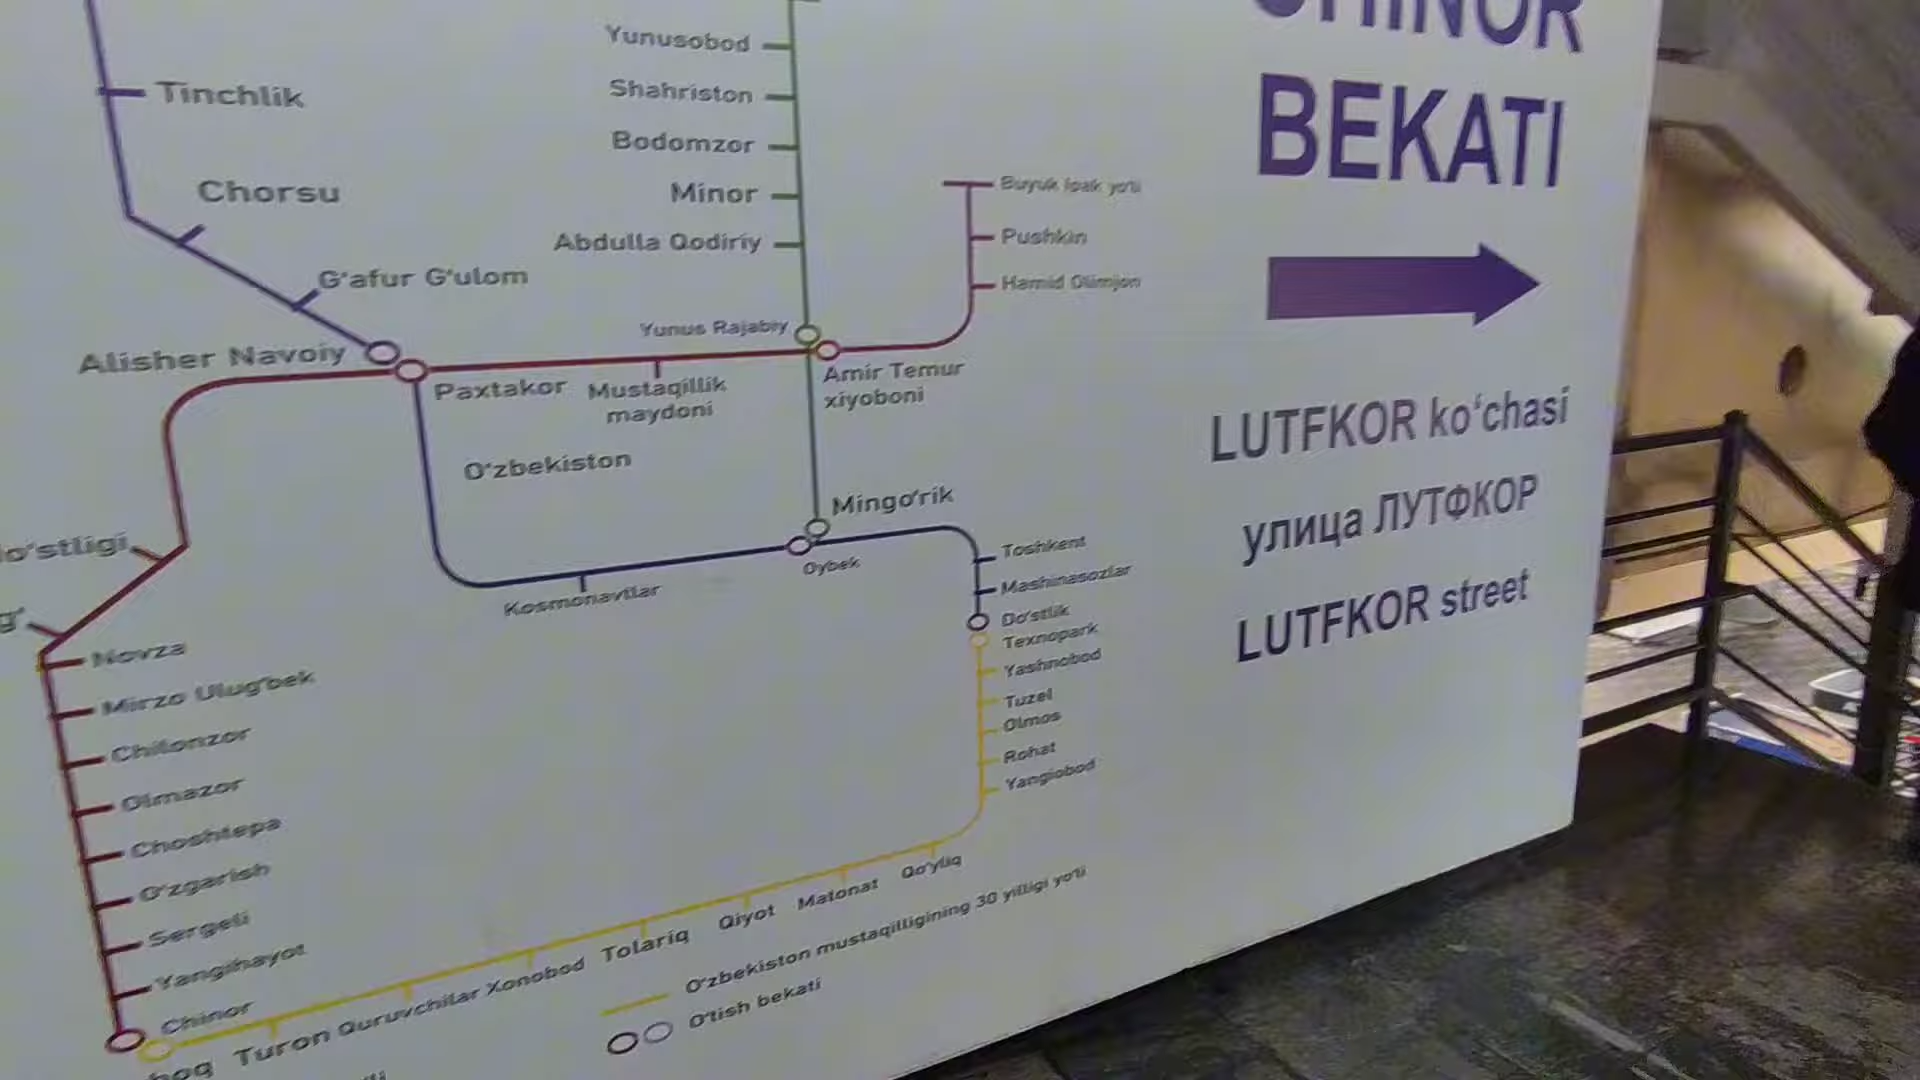 Tinchlik
Chorsu
G'afur G'ulom
Alisher Navoiy
Yunusobod
Shahriston
Bodomzor
Minor
Abdulla Qodiriy
Yunus Rajabiy
Buyuk Ipak yo'li
Pushkin
Hamid Olimjon
Paxtakor
Mustaqillik
maydoni
Amir Temur
xiyoboni
O'zbekiston
Mingo'rik
Kosmonavtlar
Oybek
Toshkent
Mashinasozlar
Do'stlik
Texnopark
Yashnobod
Tuzel
Olmos
Rohat
Yangiobod
Novza
Mirzo Ulug'bek
Chilonzor
Olmazor
Choshtepa
O'zgarish
Sergeli
Yangihayot
Chinor
Turon
Quruvchilar
Xonobod
Tolariq
Qiyot
Matonat
Qo'yliq
O'zbekiston mustaqilligining 30 yilligi yo'li
O'tish bekati
CHINOR
BEKATI
LUTFKOR ko'chasi
улица ЛУТФКОР
LUTFKOR street